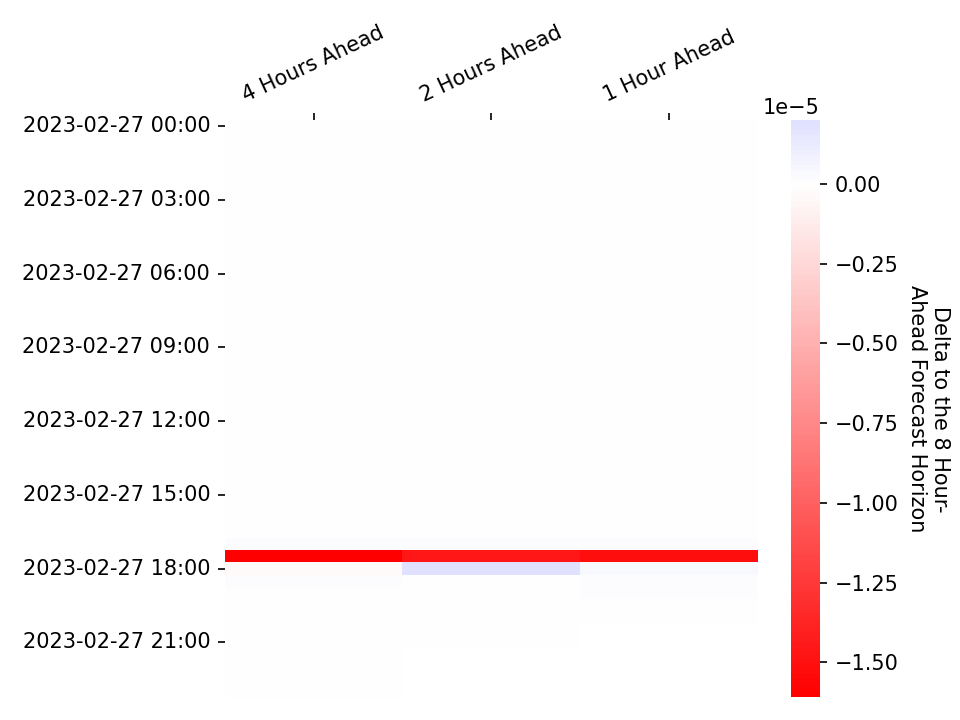 4 Hours Ahead
2 Hours Ahead
1 Hour Ahead
1e−5
2023-02-27 00:00
2023-02-27 03:00
2023-02-27 06:00
2023-02-27 09:00
2023-02-27 12:00
2023-02-27 15:00
2023-02-27 18:00
2023-02-27 21:00
0.00
−0.25
−0.50
−0.75
−1.00
−1.25
−1.50
Delta to the 8 Hour-
Ahead Forecast Horizon